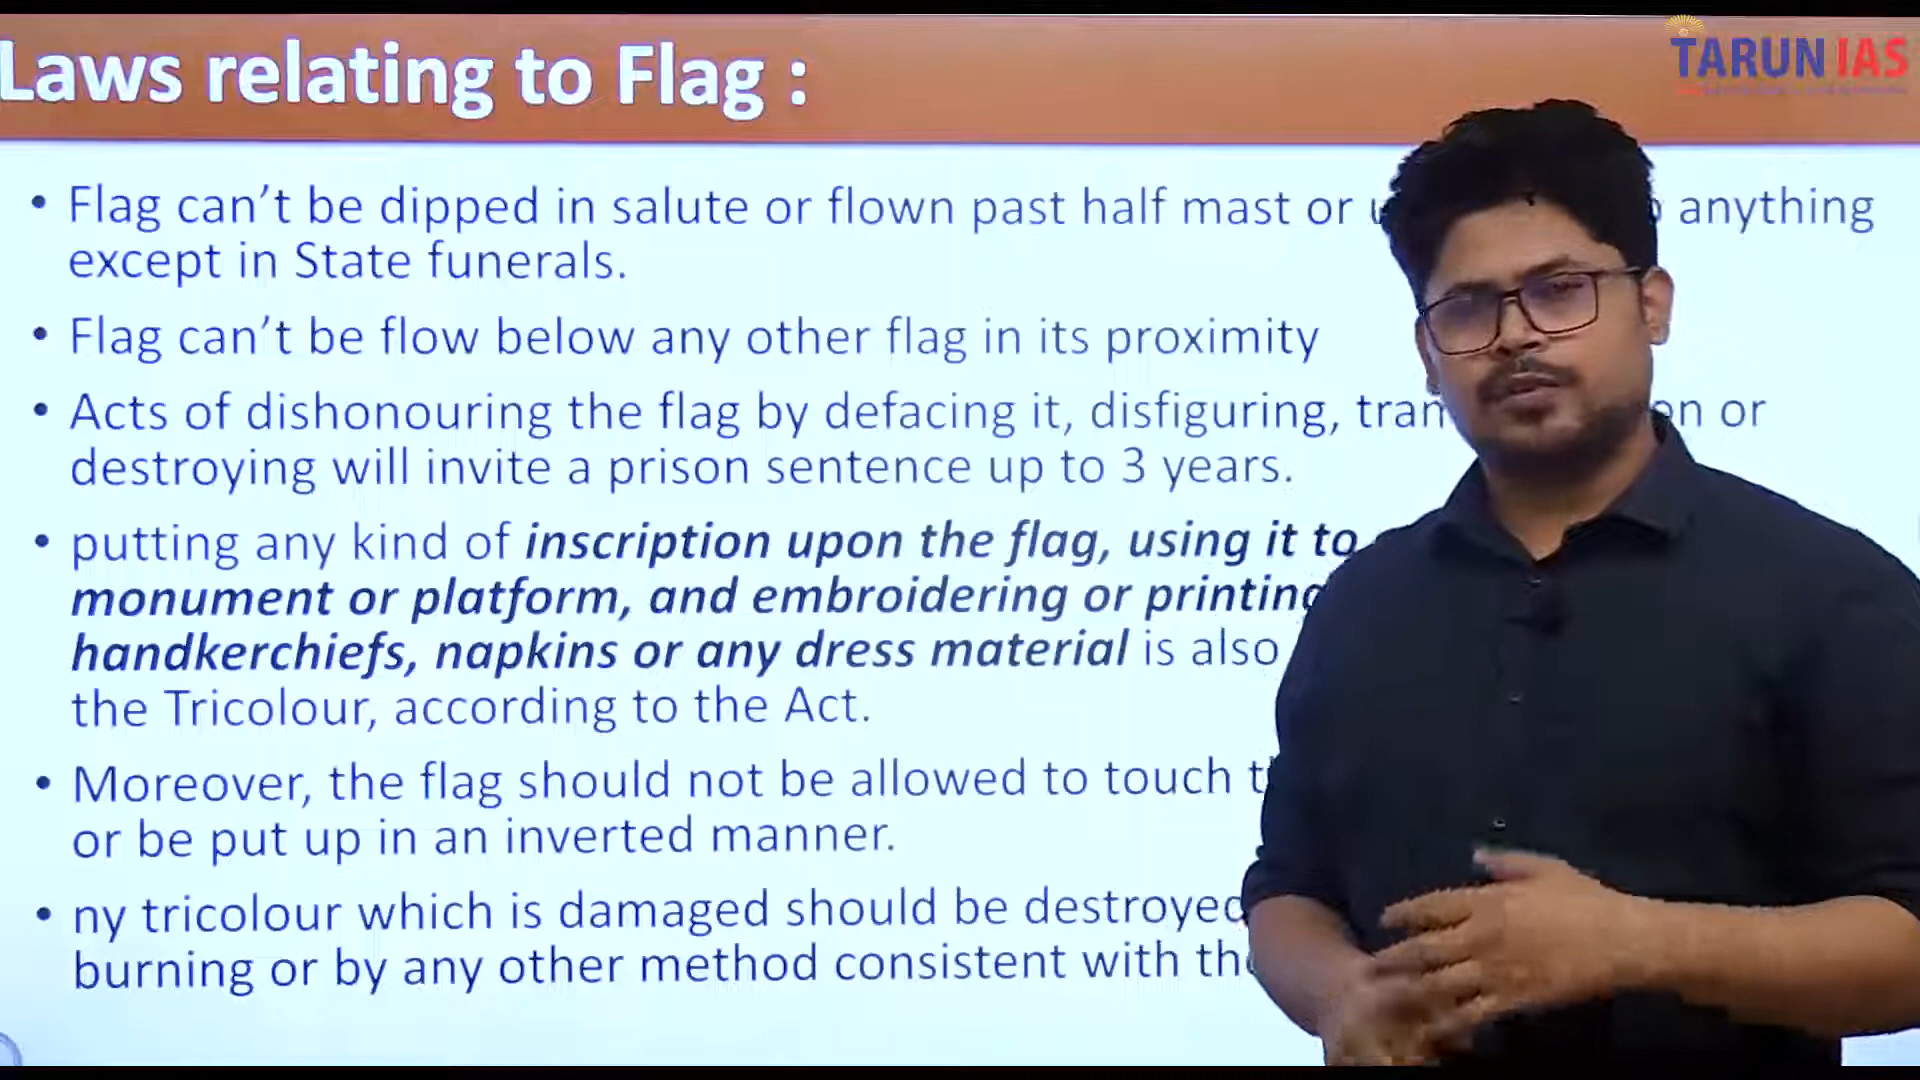 Laws relating to Flag :
TARUN IAS
• Flag can't be dipped in salute or flown past half mast or anything
except in State funerals.
• Flag can't be flow below any other flag in its proximity
• Acts of dishonouring the flag by defacing it, disfiguring, or
destroying will invite a prison sentence up to 3 years.
• putting any kind of inscription upon the flag, using it to
monument or platform, and embroidering or printing
handkerchiefs, napkins or any dress material is also
the Tricolour, according to the Act.
• Moreover, the flag should not be allowed to touch
or be put up in an inverted manner.
• ny tricolour which is damaged should be destroyed
burning or by any other method consistent with the